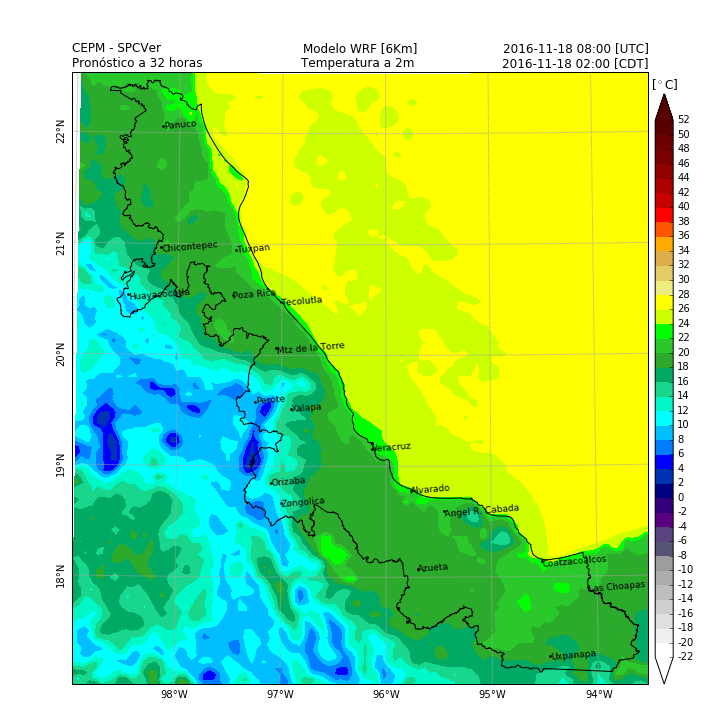 CEPM - SPCVer
Modelo WRF [6Km]
2016-11-18 08:00 [UTC]
Pronóstico a 32 horas
Temperatura a 2m
2016-11-18 02:00 [CDT]
[°C]
22°N
21°N
20°N
19°N
18°N
98°W
97°W
96°W
95°W
94°W
Panuco
Chicontepec
Tuxpan
Huayacocotla
Poza Rica
Tecolutla
Mtz de la Torre
Perote
Xalapa
Veracruz
Orizaba
Alvarado
Zongolica
Angel R. Cabada
Azueta
Coatzacoalcos
Las Choapas
Uxpanapa
52
50
48
46
44
42
40
38
36
34
32
30
28
26
24
22
20
18
16
14
12
10
8
6
4
2
0
-2
-4
-6
-8
-10
-12
-14
-16
-18
-20
-22